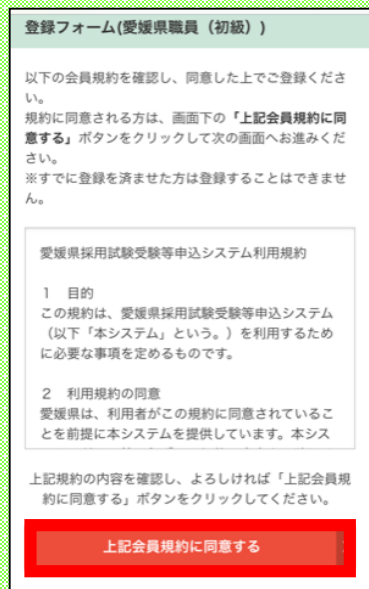 登録フォーム(愛媛県職員（初級）)
以下の会員規約を確認し、同意した上でご登録くださ
い。
規約に同意される方は、画面下の「上記会員規約に同
意する」ボタンをクリックして次の画面へお進みくだ
さい。
※すでに登録を済ませた方は登録することはできませ
ん。
愛媛県採用試験受験等申込システム利用規約
1　目的
この規約は、愛媛県採用試験受験等申込システム
（以下「本システム」という。）を利用するため
に必要な事項を定めるものです。
2　利用規約の同意
愛媛県は、利用者がこの規約に同意されているこ
とを前提に本システムを提供しています。本シス
上記規約の内容を確認し、よろしければ「上記会員規
約に同意する」ボタンをクリックしてください。
上記会員規約に同意する